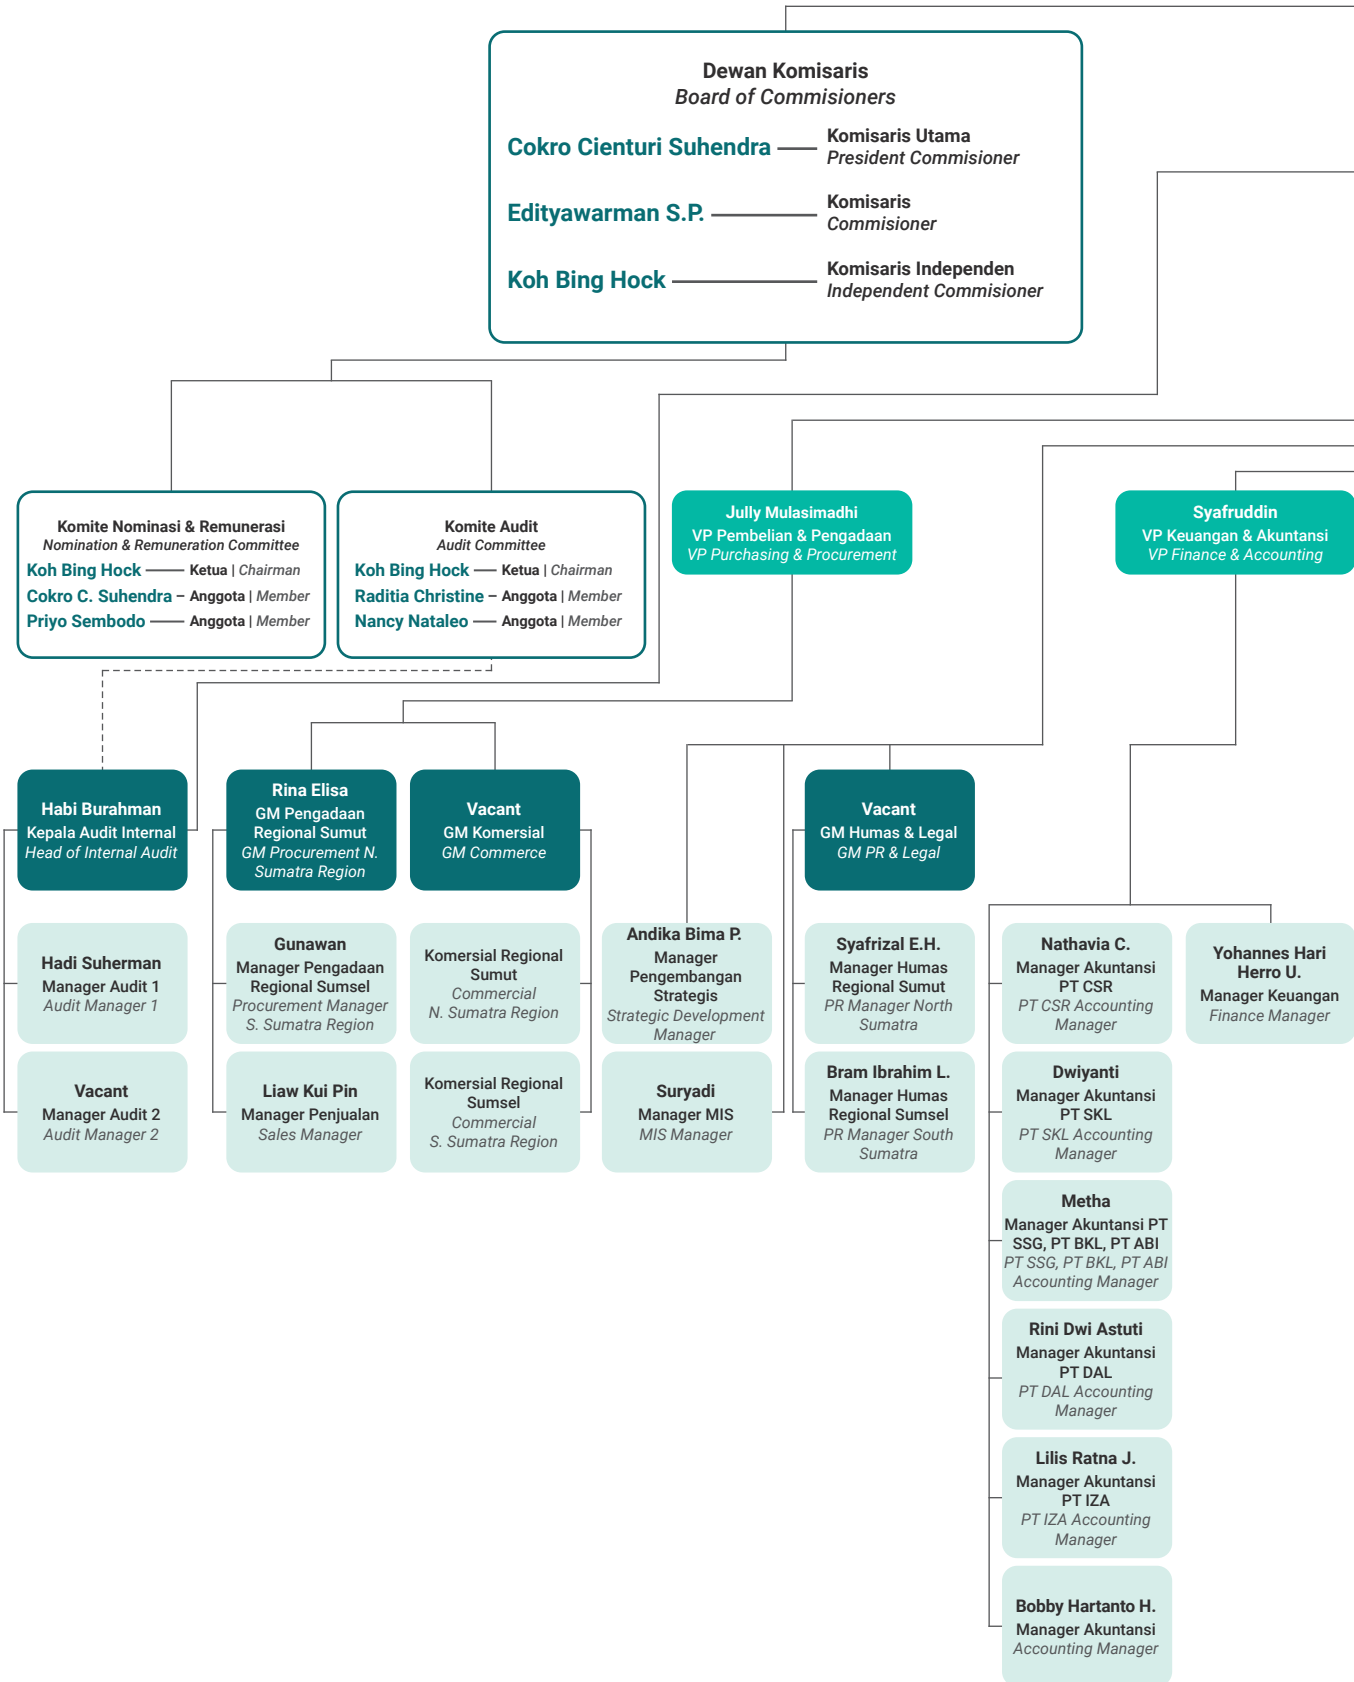 Dewan Komisaris
Board of Commisioners
Cokro Cienturi Suhendra
Komisaris Utama
President Commisioner
Edityawarman S.P.
Komisaris
Commisioner
Koh Bing Hock
Komisaris Independen
Independent Commisioner
Komite Nominasi & Remunerasi
Nomination & Remuneration Committee
Koh Bing Hock Ketua | Chairman
Cokro C. Suhendra Anggota | Member
Priyo Sembodo Anggota | Member
Komite Audit
Audit Committee
Koh Bing Hock Ketua | Chairman
Raditia Christine Anggota | Member
Nancy Nataleo Anggota | Member
Jully Mulasimadhi
VP Pembelian & Pengadaan
VP Purchasing & Procurement
Syafruddin
VP Keuangan & Akuntansi
VP Finance & Accounting
Habi Burahman
Kepala Audit Internal
Head of Internal Audit
Rina Elisa
GM Pengadaan
Regional Sumut
GM Procurement N.
Sumatra Region
Vacant
GM Komersial
GM Commerce
Vacant
GM Humas & Legal
GM PR & Legal
Hadi Suherman
Manager Audit 1
Audit Manager 1
Gunawan
Manager Pengadaan
Regional Sumsel
Procurement Manager
S. Sumatra Region
Komersial Regional
Sumut
Commercial
N. Sumatra Region
Andika Bima P.
Manager
Pengembangan
Strategis
Strategic Development
Manager
Syafrizal E.H.
Manager Humas
Regional Sumut
PR Manager North
Sumatra
Nathavia C.
Manager Akuntansi
PT CSR
PT CSR Accounting
Manager
Yohannes Hari
Herro U.
Manager Keuangan
Finance Manager
Vacant
Manager Audit 2
Audit Manager 2
Liaw Kui Pin
Manager Penjualan
Sales Manager
Komersial Regional
Sumsel
Commercial
S. Sumatra Region
Suryadi
Manager MIS
MIS Manager
Bram Ibrahim L.
Manager Humas
Regional Sumsel
PR Manager South
Sumatra
Dwiyanti
Manager Akuntansi
PT SKL
PT SKL Accounting
Manager
Metha
Manager Akuntansi PT
SSG, PT BKL, PT ABI
PT SSG, PT BKL, PT ABI
Accounting Manager
Rini Dwi Astuti
Manager Akuntansi
PT DAL
PT DAL Accounting
Manager
Lilis Ratna J.
Manager Akuntansi
PT IZA
PT IZA Accounting
Manager
Bobby Hartanto H.
Manager Akuntansi
Accounting Manager